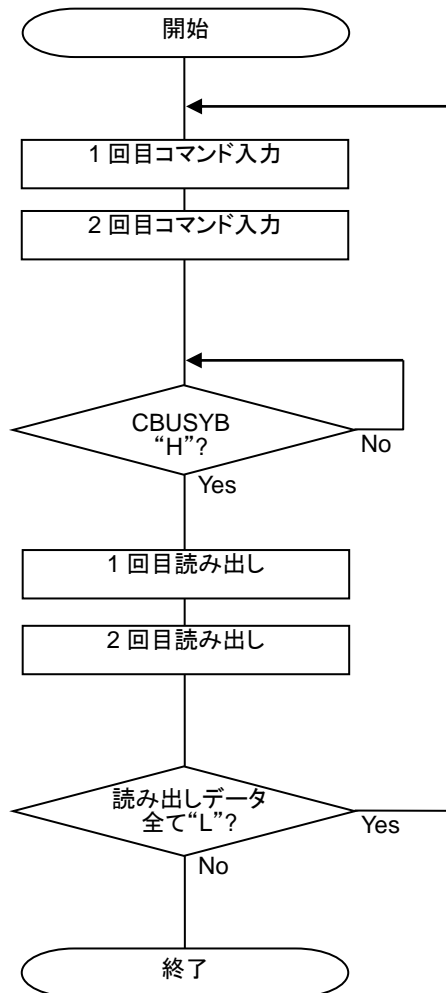 開始
1 回目コマンド入力
2 回目コマンド入力
CBUSYB
“H”?
No
Yes
1 回目読み出し
2 回目読み出し
読み出しデータ
全て“L”?
Yes
No
終了